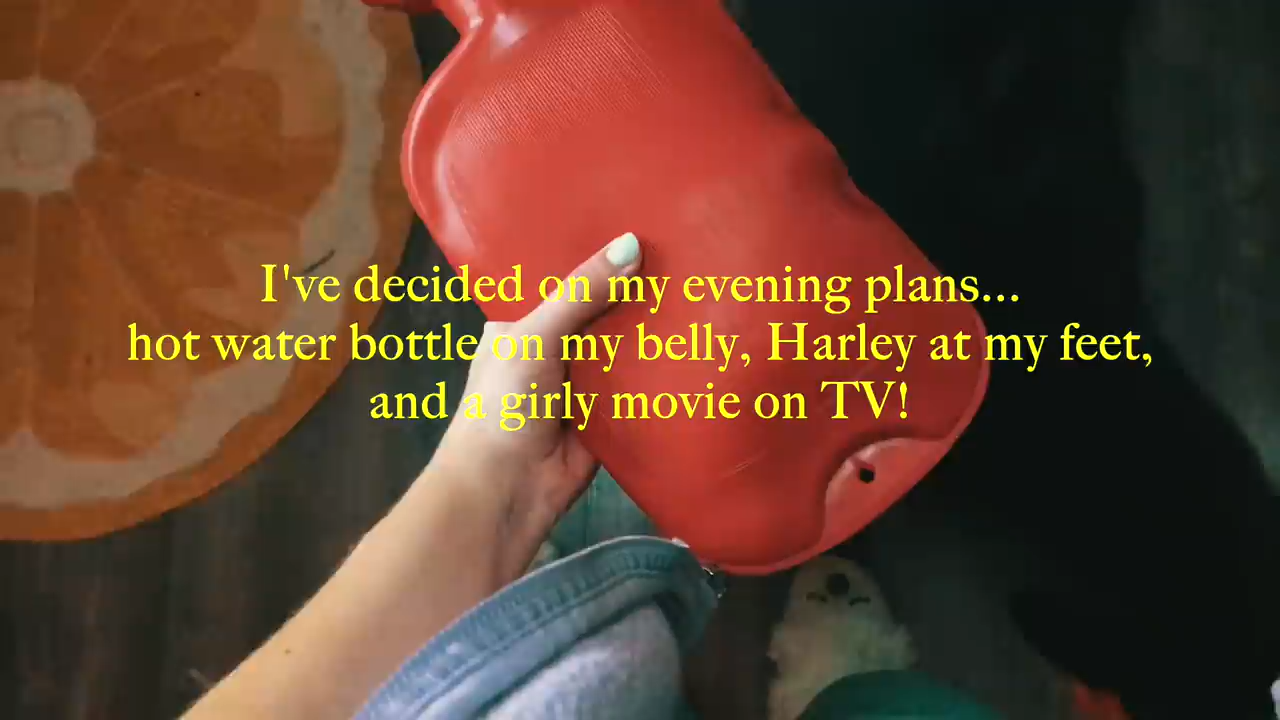 I've decided on my evening plans...
hot water bottle on my belly, Harley at my feet,
and a girly movie on TV!